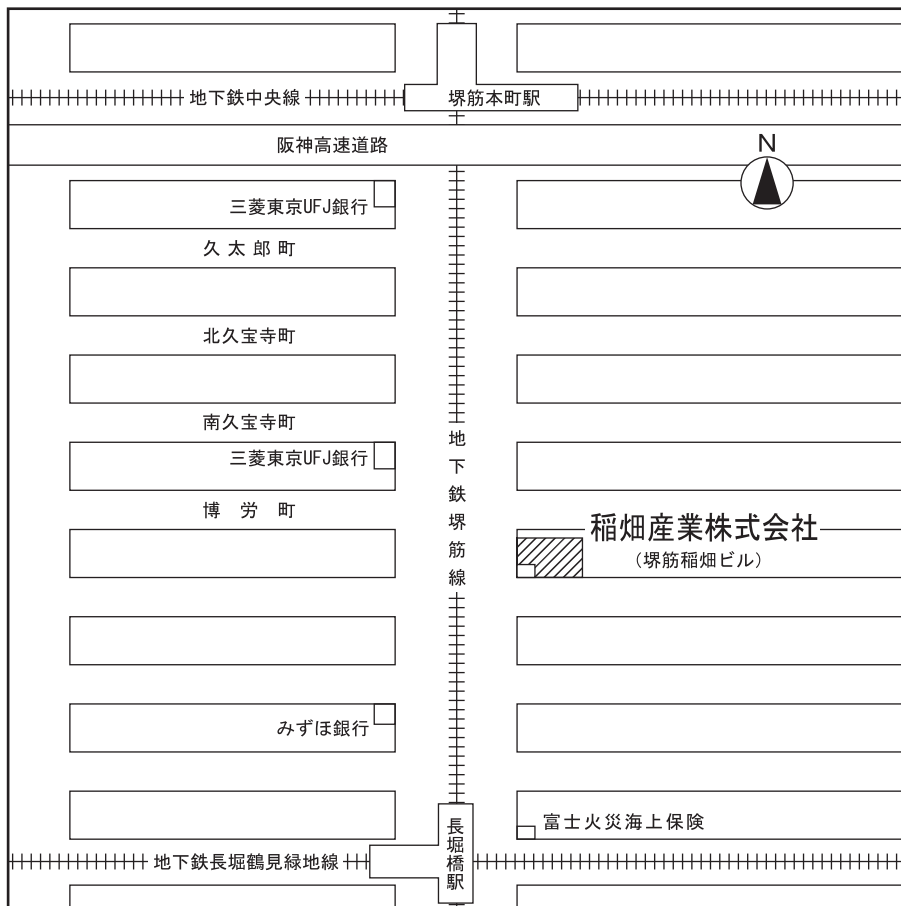 地下鉄中央線
堺筋本町駅
阪神高速道路
N
三菱東京UFJ銀行
久太郎町
北久宝寺町
南久宝寺町
三菱東京UFJ銀行
地下鉄堺筋線
博労町
稲畑産業株式会社
(堺筋稲畑ビル)
みずほ銀行
富士火災海上保険
長堀橋駅
地下鉄長堀鶴見緑地線